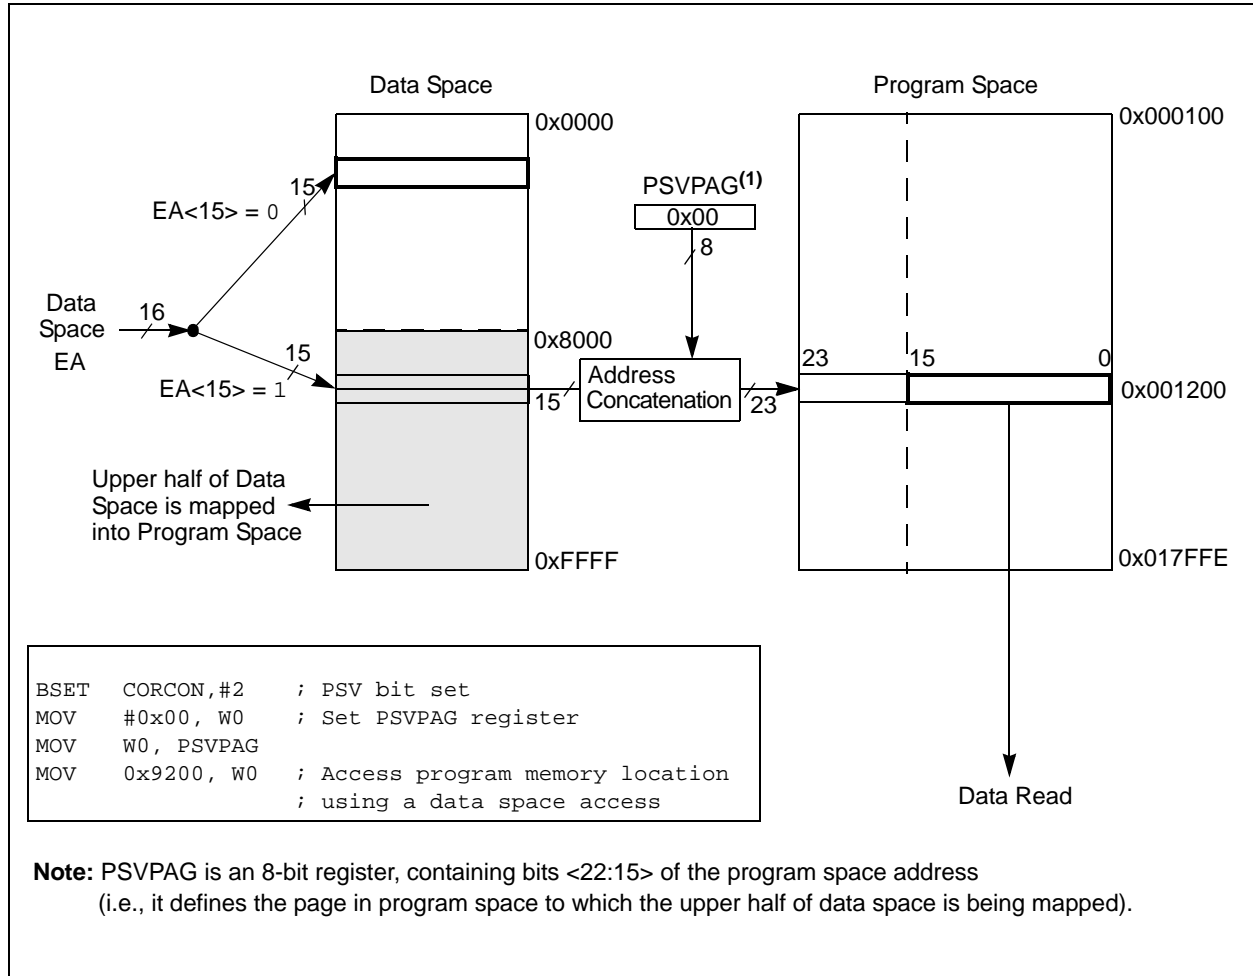 Data Space
Program Space
0x0000
0x000100
PSVPAG(1)
15
EA<15> = 0
0x00
8
Data
Space
EA
16
0x8000
15
EA<15> = 1
15
Address
Concatenation
23
23 15 0
0x001200
Upper half of Data
Space is mapped
into Program Space
0xFFFF
0x017FFE
BSET CORCON,#2 ; PSV bit set
MOV #0x00, W0 ; Set PSVPAG register
MOV W0, PSVPAG
MOV 0x9200, W0 ; Access program memory location
; using a data space access
Data Read
Note: PSVPAG is an 8-bit register, containing bits <22:15> of the program space address
(i.e., it defines the page in program space to which the upper half of data space is being mapped).